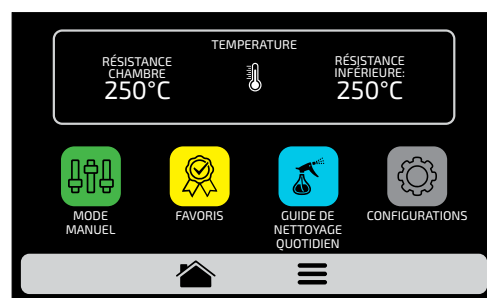 TEMPERATURE
RÉSISTANCE
CHAMBRE
250°C
RÉSISTANCE
INFÉRIEURE:
250°C
MODE
MANUEL
FAVORIS
GUIDE DE
NETTOYAGE
QUOTIDIEN
CONFIGURATIONS